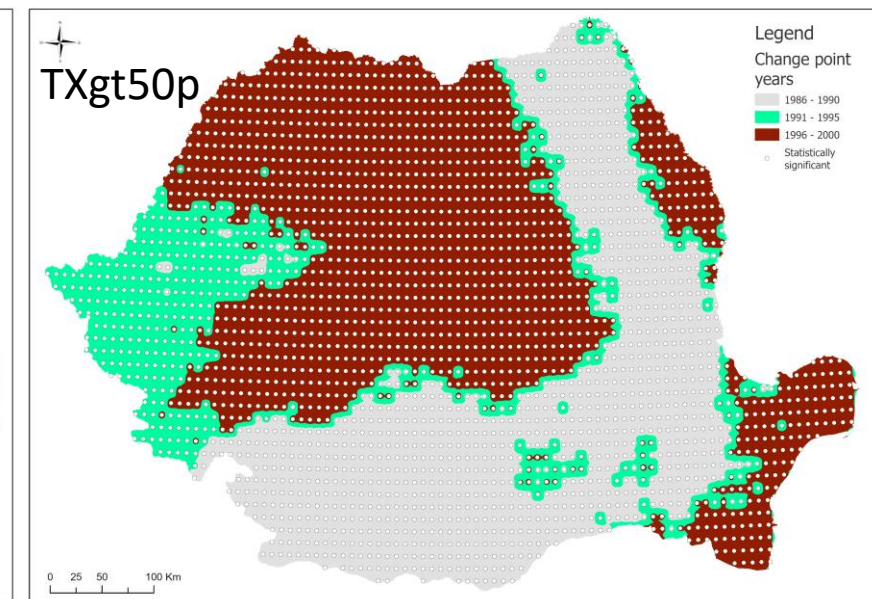 TXgt50p
Legend
Change point
years
1986 - 1990
1991 - 1995
1996 - 2000
Statistically
significant
0 25 50 100 Km